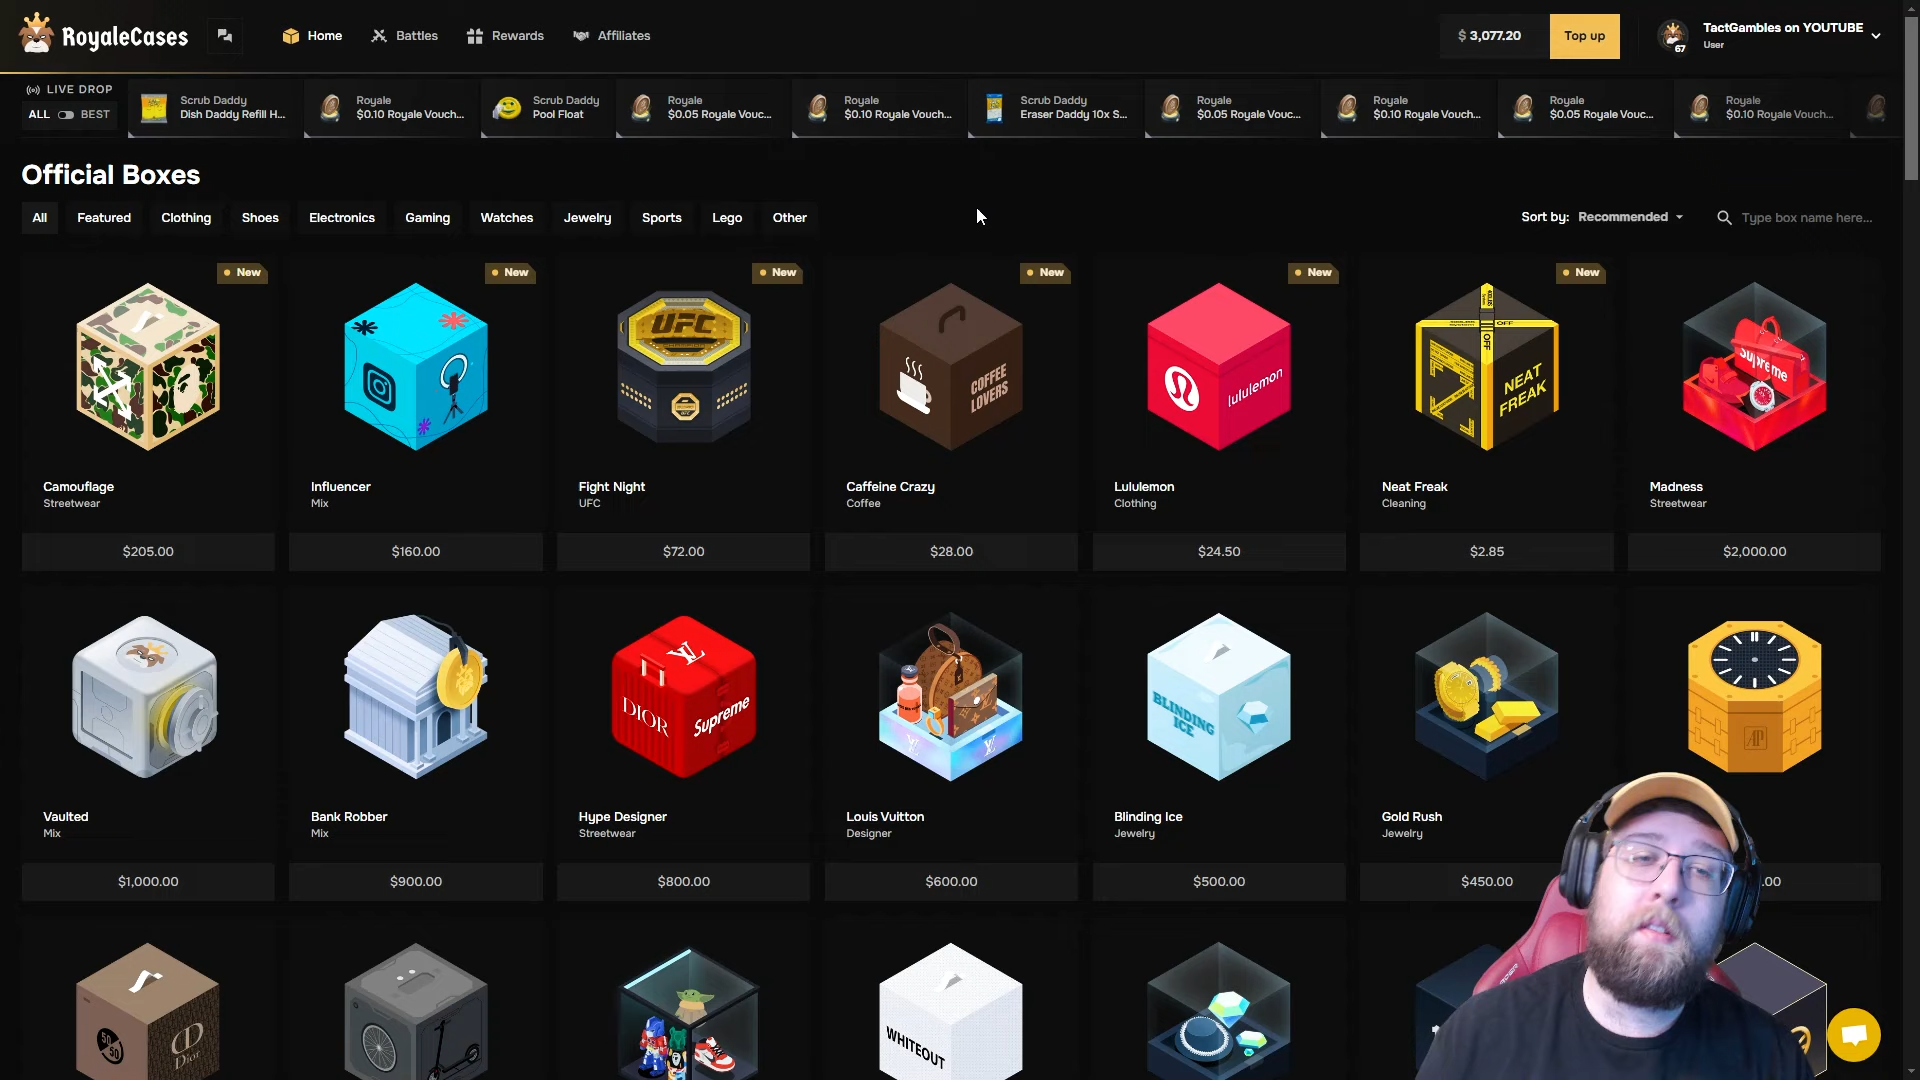 RoyaleCases
Home
Battles
Rewards
Affiliates
$ 3,077.20
Top up
67
TactGambles on YOUTUBE
User
LIVE DROP
ALL
BEST
Scrub Daddy
Dish Daddy Refill H...
Royale
$0.10 Royale Vouch...
Scrub Daddy
Pool Float
Royale
$0.05 Royale Vouc...
Royale
$0.10 Royale Vouch...
Scrub Daddy
Eraser Daddy 10x S...
Royale
$0.05 Royale Vouc...
Royale
$0.10 Royale Vouch...
Royale
$0.05 Royale Vouc...
Royale
$0.10 Royale Vouch...
Official Boxes
All
Featured
Clothing
Shoes
Electronics
Gaming
Watches
Jewelry
Sports
Lego
Other
Sort by: Recommended
Type box name here...
New
New
New
New
New
New
UFC
COFFEE
LOVERS
lululemon
OFF
OFF
NEAT
FREAK
Supreme
Camouflage
Streetwear
$205.00
Influencer
Mix
$160.00
Fight Night
UFC
$72.00
Caffeine Crazy
Coffee
$28.00
Lululemon
Clothing
$24.50
Neat Freak
Cleaning
$2.85
Madness
Streetwear
$2,000.00
LV
DIOR
Supreme
BLINDING
ICE
AP
Vaulted
Mix
$1,000.00
Bank Robber
Mix
$900.00
Hype Designer
Streetwear
$800.00
Louis Vuitton
Designer
$600.00
Blinding Ice
Jewelry
$500.00
Gold Rush
Jewelry
$450.00
.00
50
50
D
Dior
WHITEOUT